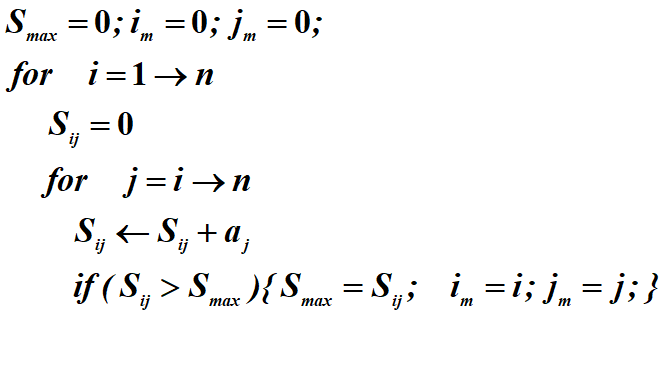 S_max = 0; i_m = 0; j_m = 0;
for i = 1 → n
S_ij = 0
for j = i → n
S_ij ← S_ij + a_j
if ( S_ij > S_max ){ S_max = S_ij; i_m = i; j_m = j; }